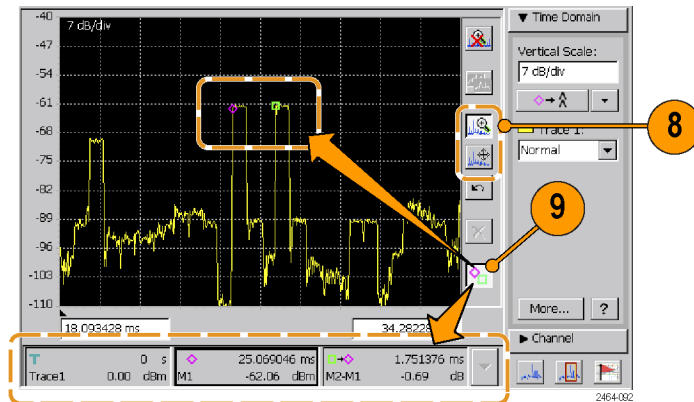 -40
7 dB/div
-47
-54
-61
-68
-75
-82
-89
-96
-103
-110
18.093428 ms
▼ Time Domain
Vertical Scale:
7 dB/div
Trace 1:
Normal
More...
?
► Channel
8
9
T 0 s
Trace1 0.00 dBm
25.069046 ms
M1 -62.06 dBm
1.751376 ms
M2-M1 -0.69 dB
2464-092